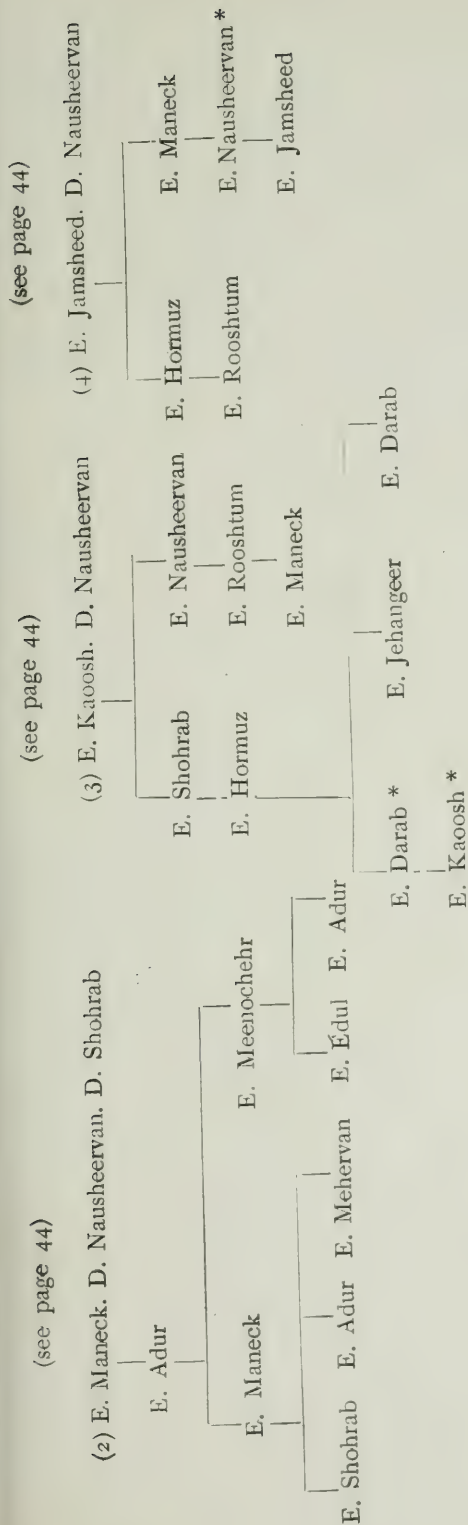 (see page 44)
(2) E. Maneck. D. Nausheervan. D. Shohrab
E. Adur
E. Maneck E. Meenochehr
E. Shohrab E. Adur E. Mehervan E. Edul E. Adur
(see page 44)
(3) E. Kaoosh. D. Nausheervan
E. Shohrab E. Nausheervan
E. Hormuz E. Rooshtum
E. Maneck
E. Darab * E. Jehangeer E. Darab
E. Kaoosh *
(see page 44)
(4) E. Jamsheed. D. Nausheervan
E. Hormuz E. Maneck
E. Rooshtum E. Nausheervan *
E. Jamsheed